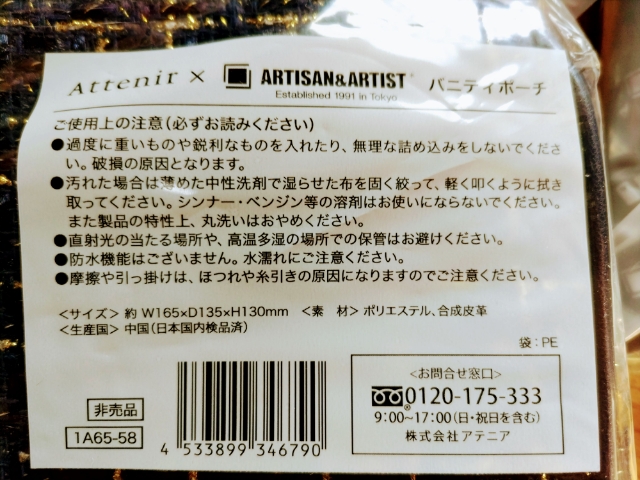 Attenir × ARTISAN&ARTIST® バニティポーチ
Established 1991 in Tokyo
ご使用上の注意(必ずお読みください)
●過度に重いものや鋭利なものを入れたり、無理な詰め込みをしないでくださ
い。破損の原因となります。
●汚れた場合は薄めた中性洗剤で湿らせた布を固く絞って、軽く叩くように拭き
取ってください。シンナー・ベンジン等の溶剤はお使いにならないでください。
また製品の特性上、丸洗いはおやめください。
●直射光の当たる場所や、高温多湿の場所での保管はお避けください。
●防水機能はございません。水濡れにご注意ください。
●摩擦や引っ掛けは、ほつれや糸引きの原因になりますのでご注意ください。
<サイズ> 約 W165×D135×H130mm <素 材> ポリエステル、合成皮革
<生産国> 中国(日本国内検品済)
袋:PE
非売品
1A65-58
4 533899 346790
<お問合せ窓口>
0120-175-333
9:00~17:00(日・祝日を含む)
株式会社アテニア